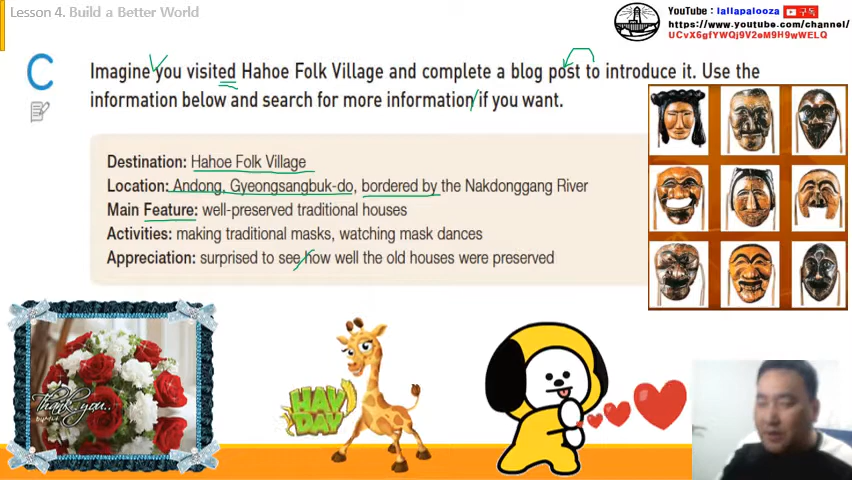 Lesson 4. Build a Better World
YouTube : lallapalooza 구독
https://www.youtube.com/channel/
UCvX6gfYWQj9V2eM9H9wWELQ
C
Imagine you visited Hahoe Folk Village and complete a blog post to introduce it. Use the
information below and search for more information if you want.
Destination: Hahoe Folk Village
Location: Andong, Gyeongsangbuk-do, bordered by the Nakdonggang River
Main Feature: well-preserved traditional houses
Activities: making traditional masks, watching mask dances
Appreciation: surprised to see how well the old houses were preserved
Thank you..
HAY
DAY